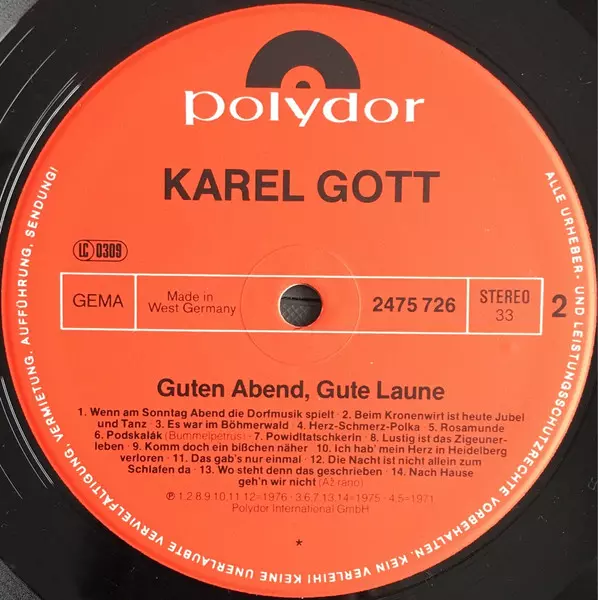 polydor
KAREL GOTT
LC 0309
GEMA
Made in
West Germany
2475 726
STEREO
33
2
Guten Abend, Gute Laune
1. Wenn am Sonntag Abend die Dorfmusik spielt · 2. Beim Kronenwirt ist heute Jubel
und Tanz · 3. Es war im Böhmerwald · 4. Herz-Schmerz-Polka · 5. Rosamunde
6. Podskalák (Bummelpetrus) · 7. Powidltatschkerln · 8. Lustig ist das Zigeuner-
leben · 9. Komm doch ein bißchen näher · 10. Ich hab' mein Herz in Heidelberg
verloren · 11. Das gab's nur einmal · 12. Die Nacht ist nicht allein zum
Schlafen da · 13. Wo steht denn das geschrieben · 14. Nach Hause
geh'n wir nicht (Až rano)
℗ 1.2.8.9.10.11.12=1976 · 3.6.7.13.14=1975 · 4.5=1971
Polydor International GmbH
*
ALLE URHEBER- UND LEISTUNGSSCHUTZRECHTE VORBEHALTEN. KEIN VERLEIH! KEINE UNERLAUBTE VERVIELFÄLTIGUNG, VERMIETUNG, AUFFÜHRUNG, SENDUNG!